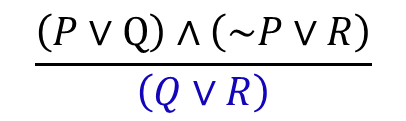 (P ∨ Q) ∧ (~P ∨ R)
(Q ∨ R)